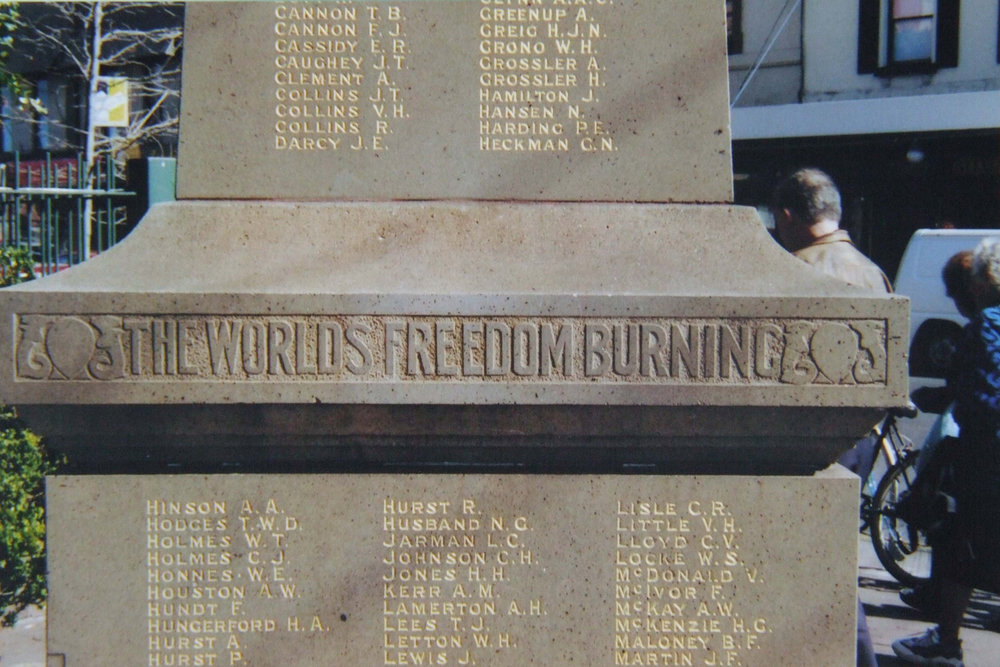 CANNON T.B.
CANNON F.J.
CASSIDY E.R.
CAUGHEY J.T.
CLEMENT A.
COLLINS J.T.
COLLINS V.H.
COLLINS R.
DARCY J.E.
GREENUP A.
GREIG H.J.N.
GRONO W.H.
GROSSLER A.
GROSSLER H.
HAMILTON J.
HANSEN N.
HARDING P.E.
HECKMAN G.N.
THE WORLDS FREEDOM BURNING
HINSON A.A.
HODGES T.W.D.
HOLMES W.T.
HOLMES C.J.
HONNES W.E.
HOUSTON A.W.
HUNDT F.
HUNGERFORD H.A.
HURST A.
HURST P.
HURST R.
HUSBAND N.G.
JARMAN L.C.
JOHNSON C.H.
JONES H.H.
KERR A.M.
LAMERTON A.H.
LEES T.J.
LETTON W.H.
LEWIS J.
LISLE C.R.
LITTLE V.H.
LLOYD C.V.
LOCKE W.S.
McDONALD V.
McIVOR F.
McKAY A.W.
McKENZIE H.G.
MALONEY B.F.
MARTIN J.F.